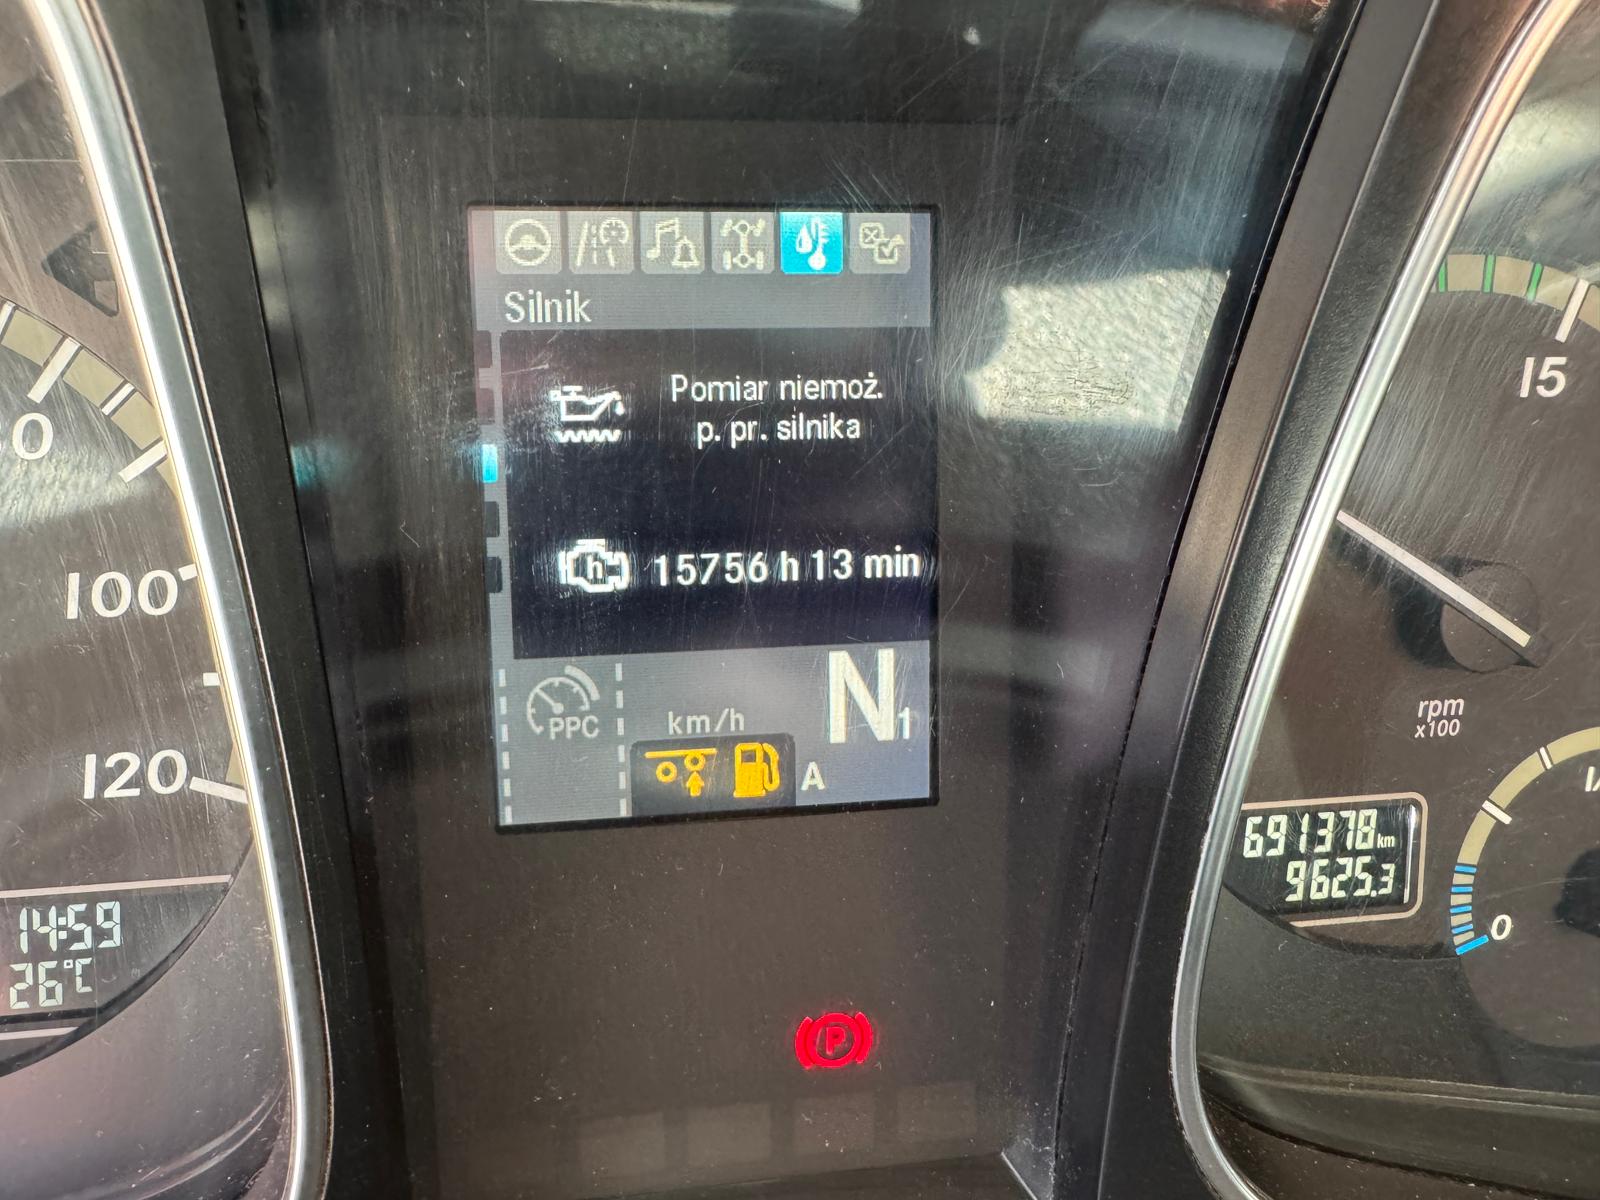 Silnik
Pomiar niemoż.
p. pr. silnika
h
15756 h 13 min
PPC
km/h
N1
A
100
120
14:59
26°C
15
rpm
x100
691378 km
9625.3
0
P